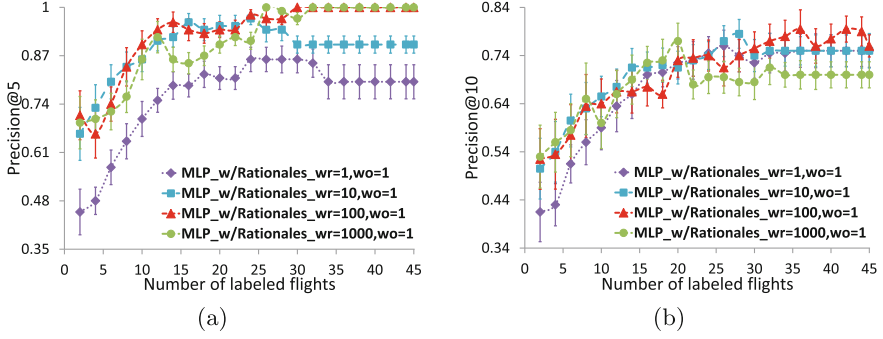 1
0.87
0.74
0.61
0.48
0.35
Precision@5
MLP_w/Rationales_wr=1,wo=1
MLP_w/Rationales_wr=10,wo=1
MLP_w/Rationales_wr=100,wo=1
MLP_w/Rationales_wr=1000,wo=1
0 5 10 15 20 25 30 35 40 45
Number of labeled flights
(a)
0.84
0.74
0.64
0.54
0.44
0.34
Precision@10
MLP_w/Rationales_wr=1,wo=1
MLP_w/Rationales_wr=10,wo=1
MLP_w/Rationales_wr=100,wo=1
MLP_w/Rationales_wr=1000,wo=1
0 5 10 15 20 25 30 35 40 45
Number of labeled flights
(b)